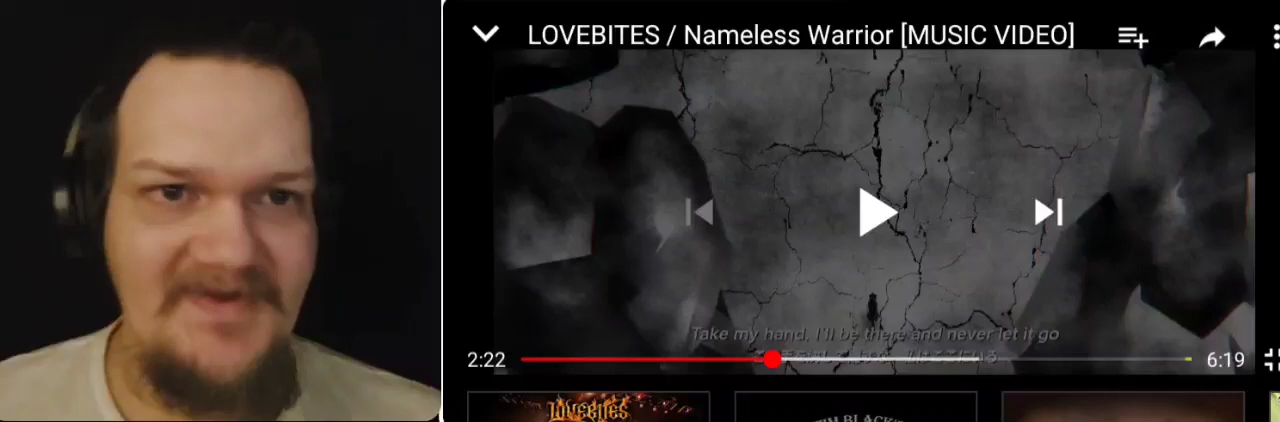 LOVEBITES / Nameless Warrior [MUSIC VIDEO]
Take my hand, I'll be there and never let it go
2:22
6:19
LOVEBITES